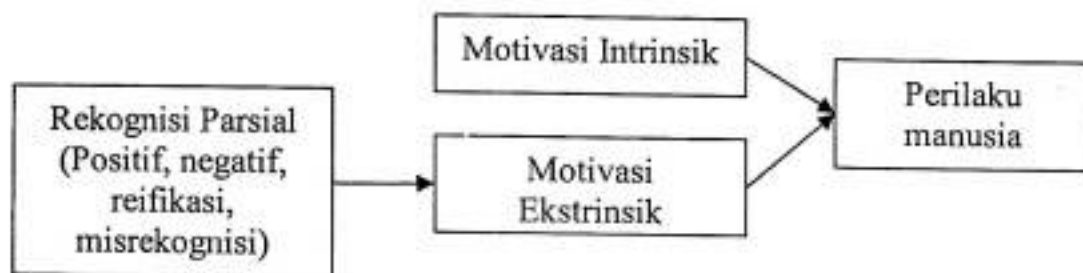 Rekognisi Parsial
(Positif, negatif,
reifikasi,
misrekognisi)
Motivasi Intrinsik
Motivasi
Ekstrinsik
Perilaku
manusia